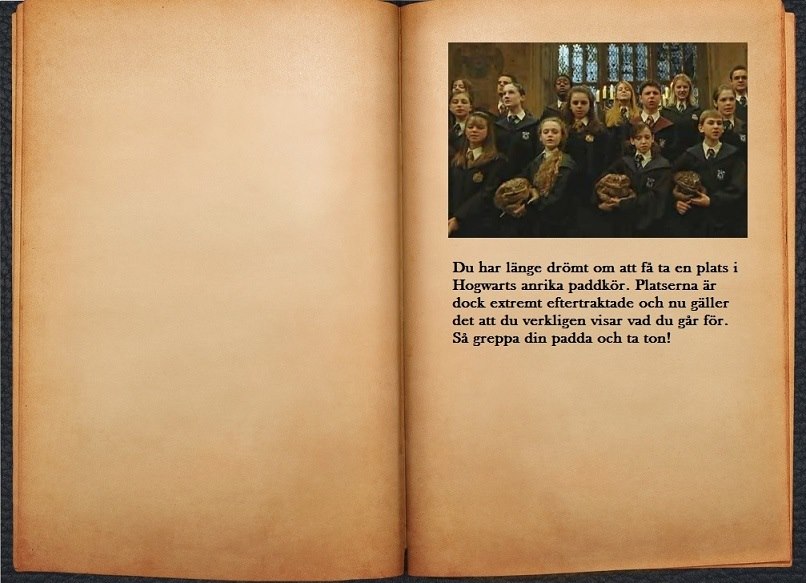 Du har länge drömt om att få ta en plats i
Hogwarts anrika paddkör. Platserna är
dock extremt eftertraktade och nu gäller
det att du verkligen visar vad du går för.
Så greppa din padda och ta ton!